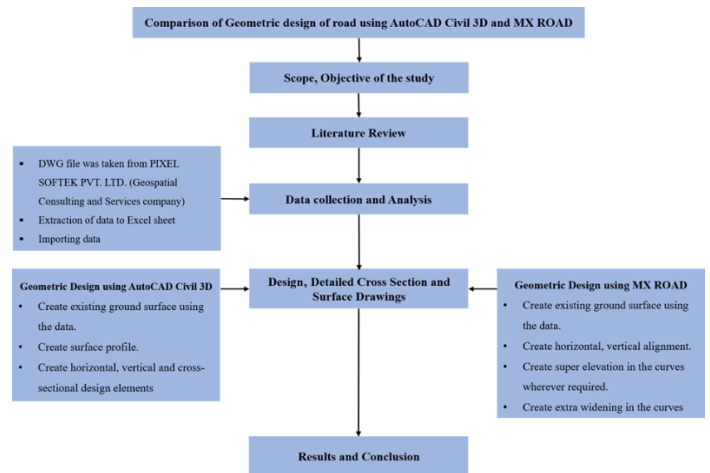 Comparison of Geometric design of road using AutoCAD Civil 3D and MX ROAD
Scope, Objective of the study
Literature Review
▪ DWG file was taken from PIXEL
SOFTEK PVT. LTD. (Geospatial
Consulting and Services company)
▪ Extraction of data to Excel sheet
▪ Importing data
Data collection and Analysis
Geometric Design using AutoCAD Civil 3D
• Create existing ground surface using
the data.
• Create surface profile.
• Create horizontal, vertical and cross-
sectional design elements
Design, Detailed Cross Section and
Surface Drawings
Geometric Design using MX ROAD
• Create existing ground surface using
the data.
• Create horizontal, vertical alignment.
• Create super elevation in the curves
wherever required.
• Create extra widening in the curves
Results and Conclusion